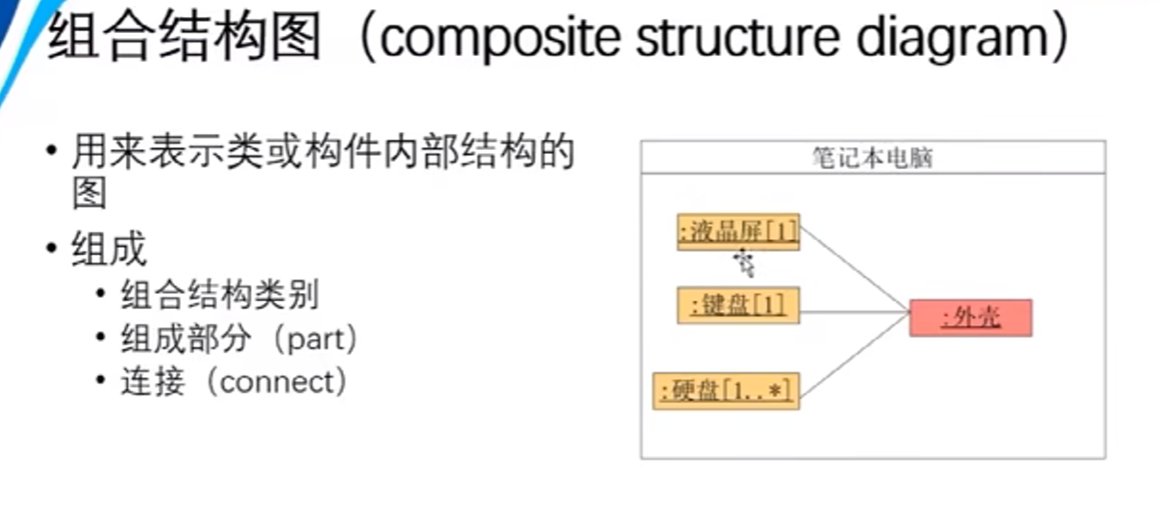 组合结构图（composite structure diagram）
• 用来表示类或构件内部结构的
图
• 组成
• 组合结构类别
• 组成部分（part）
• 连接（connect）
笔记本电脑
:液晶屏[1]
:键盘[1]
:外壳
:硬盘[1..*]